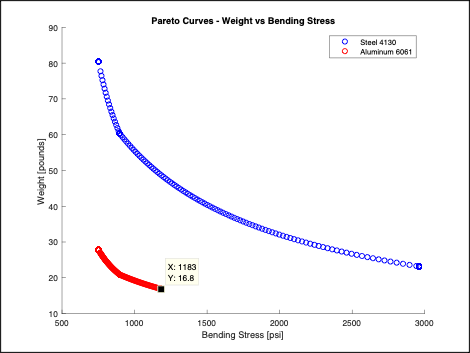 Pareto Curves - Weight vs Bending Stress
Steel 4130
Aluminum 6061
90
80
70
60
50
40
30
20
10
Weight [pounds]
X: 1183
Y: 16.8
500
1000
1500
2000
2500
3000
Bending Stress [psi]